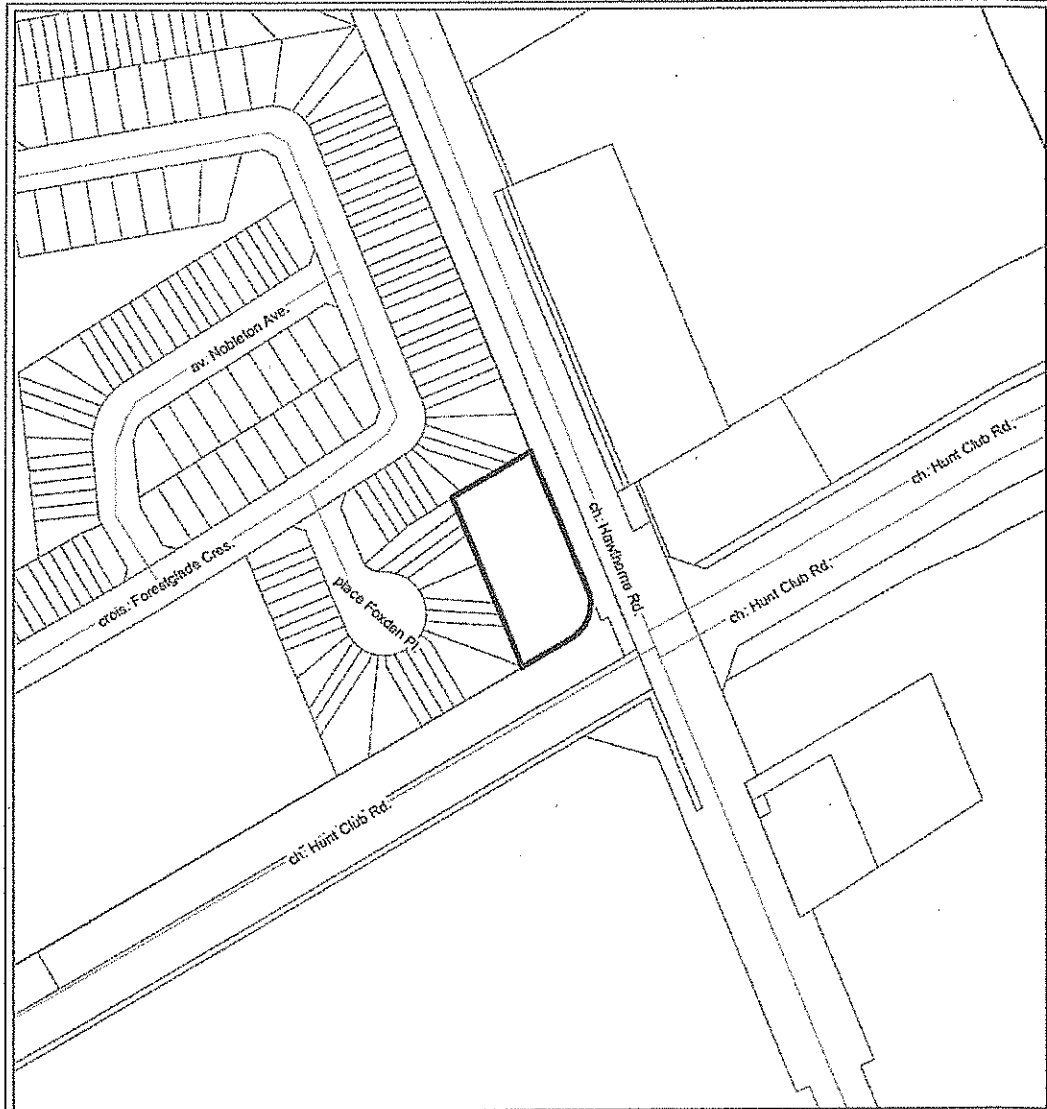 av. Nobleton Ave.
ch. Hunt Club Rd.
ch. Hawthorne Rd.
crois. Forestglade Cres.
place Foxden Pl.
ch. Hunt Club Rd.
ch. Hunt Club Rd.